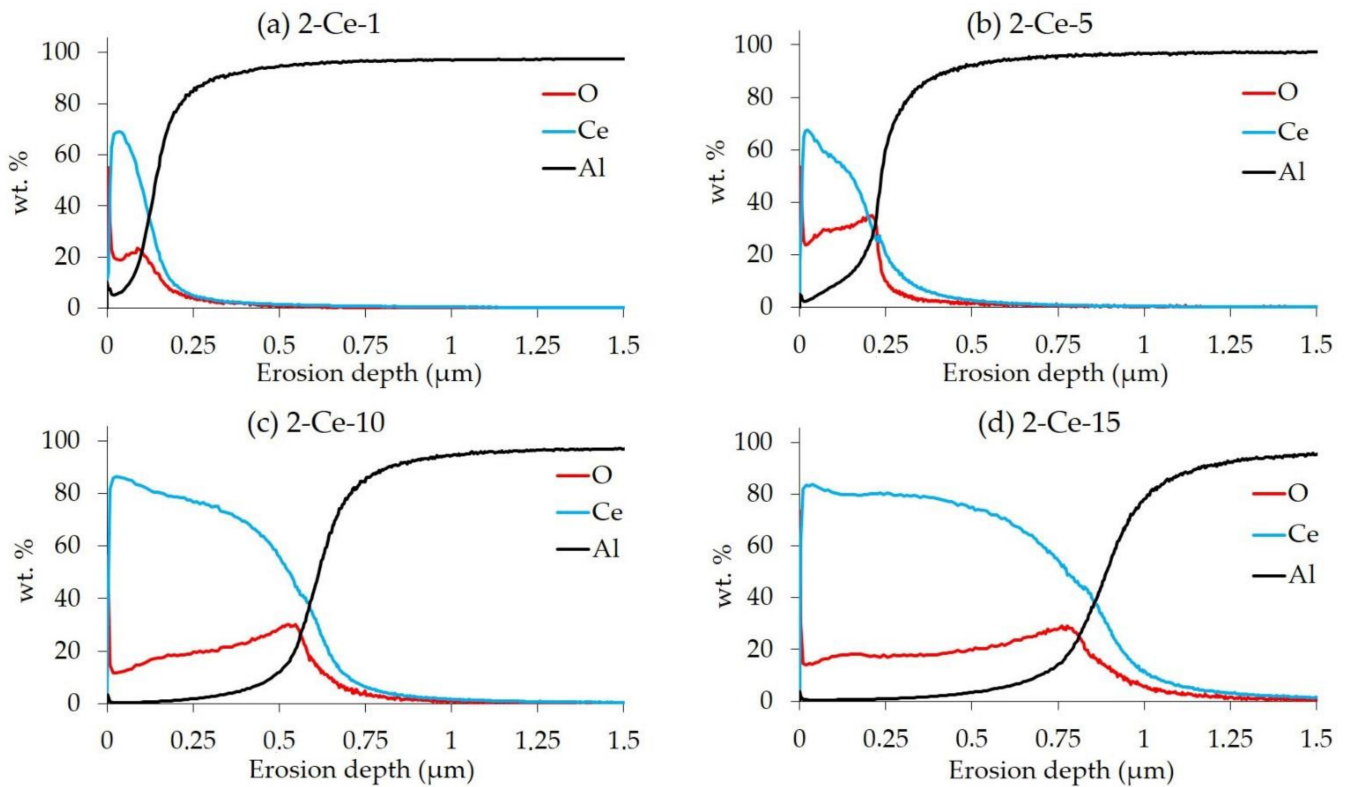 (a) 2-Ce-1
100
80
60
40
20
0
wt. %
O
Ce
Al
0 0.25 0.5 0.75 1 1.25 1.5
Erosion depth (µm)
(b) 2-Ce-5
100
80
60
40
20
0
wt. %
O
Ce
Al
0 0.25 0.5 0.75 1 1.25 1.5
Erosion depth (µm)
(c) 2-Ce-10
100
80
60
40
20
0
wt. %
O
Ce
Al
0 0.25 0.5 0.75 1 1.25 1.5
Erosion depth (µm)
(d) 2-Ce-15
100
80
60
40
20
0
wt. %
O
Ce
Al
0 0.25 0.5 0.75 1 1.25 1.5
Erosion depth (µm)